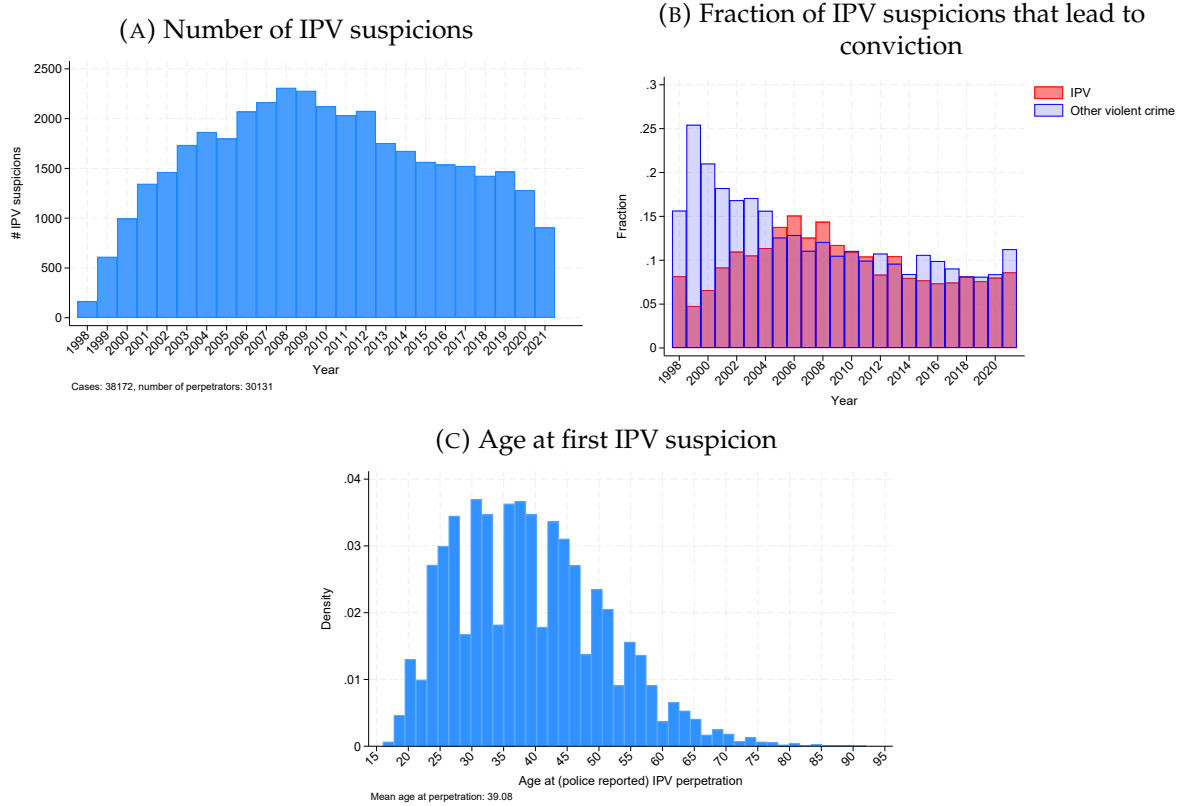 (A) Number of IPV suspicions
2500
2000
1500
1000
500
0
# IPV suspicions
1998 1999 2000 2001 2002 2003 2004 2005 2006 2007 2008 2009 2010 2011 2012 2013 2014 2015 2016 2017 2018 2019 2020 2021
Year
Cases: 38172, number of perpetrators: 30131
(B) Fraction of IPV suspicions that lead to
conviction
.3
.25
.2
.15
.1
.05
0
Fraction
1998 2000 2002 2004 2006 2008 2010 2012 2014 2016 2018 2020
Year
IPV
Other violent crime
(C) Age at first IPV suspicion
.04
.03
.02
.01
0
Density
15 20 25 30 35 40 45 50 55 60 65 70 75 80 85 90 95
Age at (police reported) IPV perpetration
Mean age at perpetration: 39.08